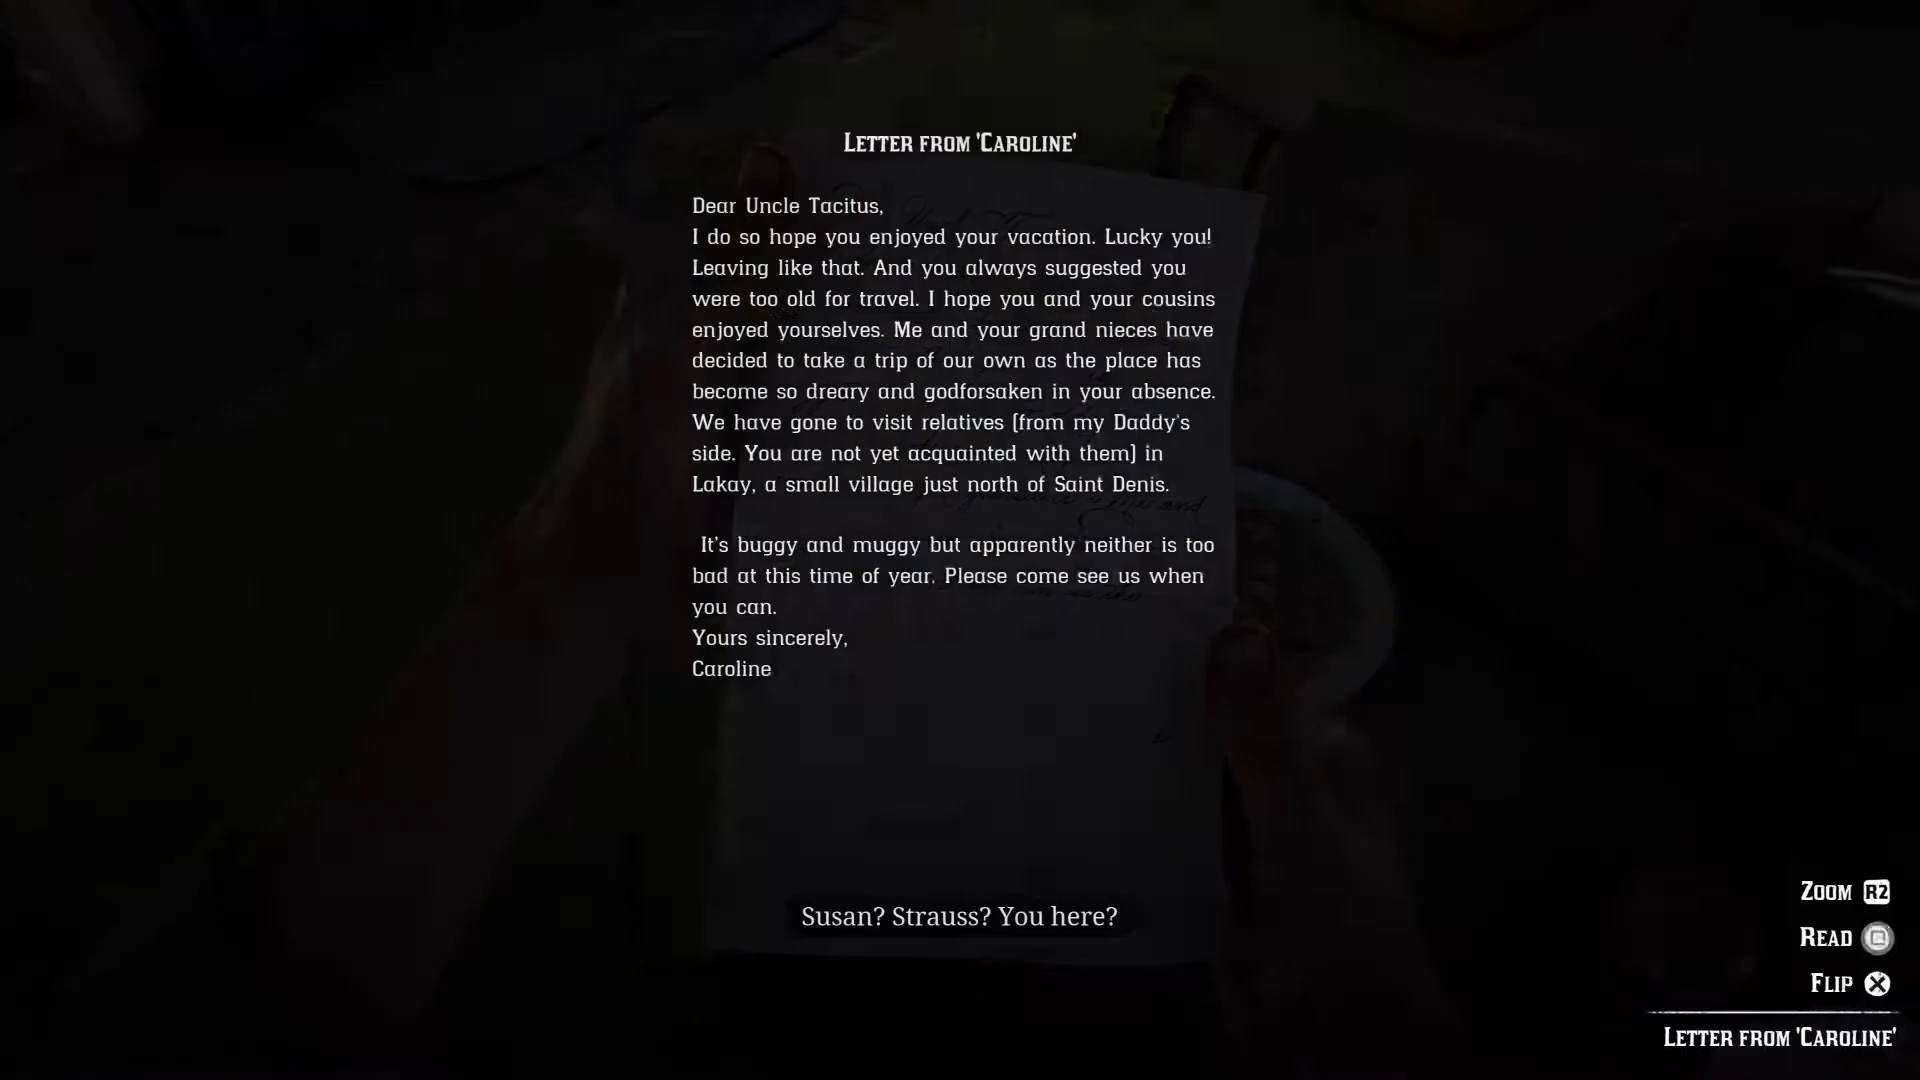 Letter from 'Caroline'
Dear Uncle Tacitus,
I do so hope you enjoyed your vacation. Lucky you!
Leaving like that. And you always suggested you
were too old for travel. I hope you and your cousins
enjoyed yourselves. Me and your grand nieces have
decided to take a trip of our own as the place has
become so dreary and godforsaken in your absence.
We have gone to visit relatives (from my Daddy's
side. You are not yet acquainted with them) in
Lakay, a small village just north of Saint Denis.
It's buggy and muggy but apparently neither is too
bad at this time of year. Please come see us when
you can.
Yours sincerely,
Caroline
Susan? Strauss? You here?
Zoom R2
Read
Flip
Letter from 'Caroline'